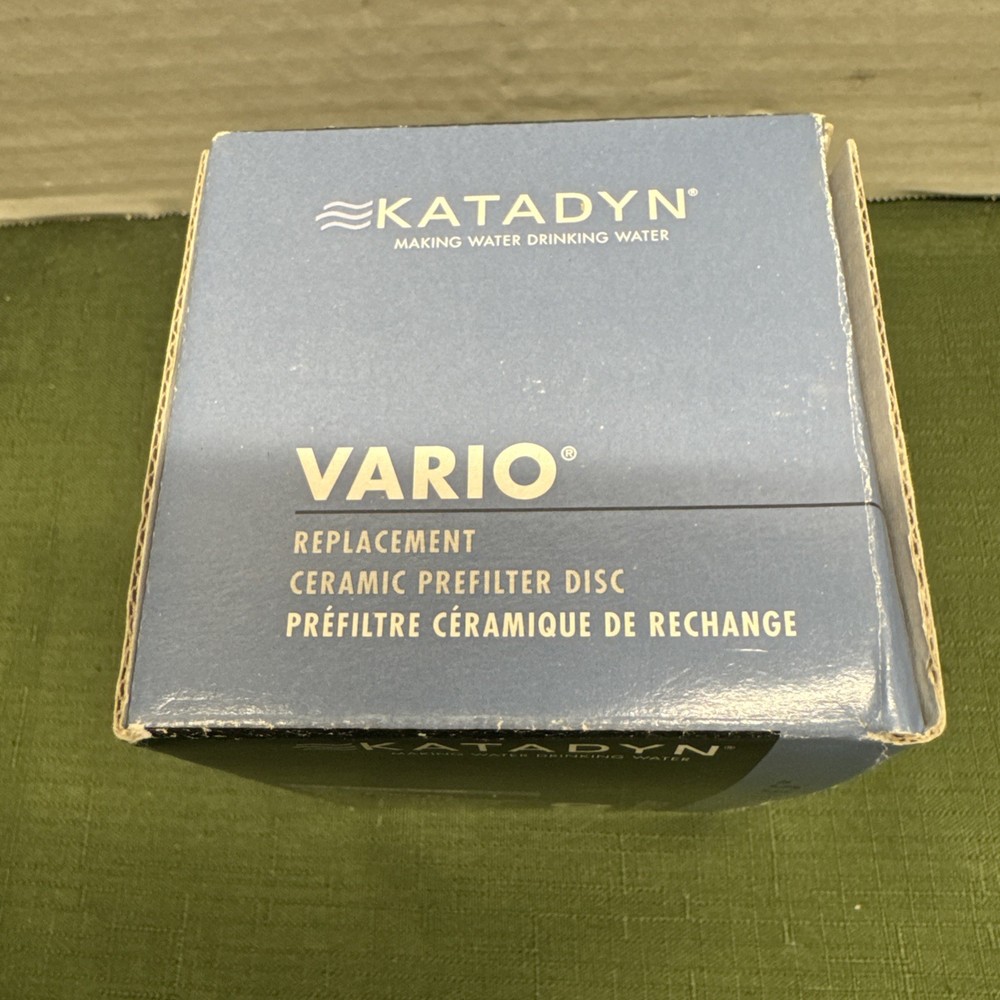 KATADYN®
MAKING WATER DRINKING WATER
VARIO®
REPLACEMENT
CERAMIC PREFILTER DISC
PRÉFILTRE CÉRAMIQUE DE RECHANGE
KATADYN®
MAKING WATER DRINKING WATER